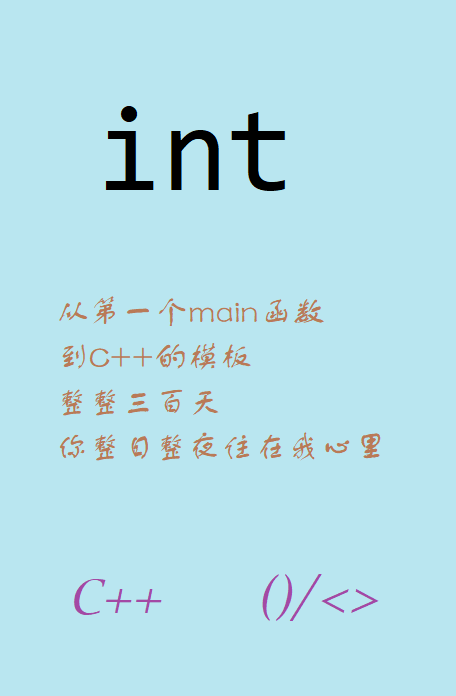 int
从第一个main函数
到C++的模板
整整三百天
你整日整夜住在我心里
C++ ()/<>